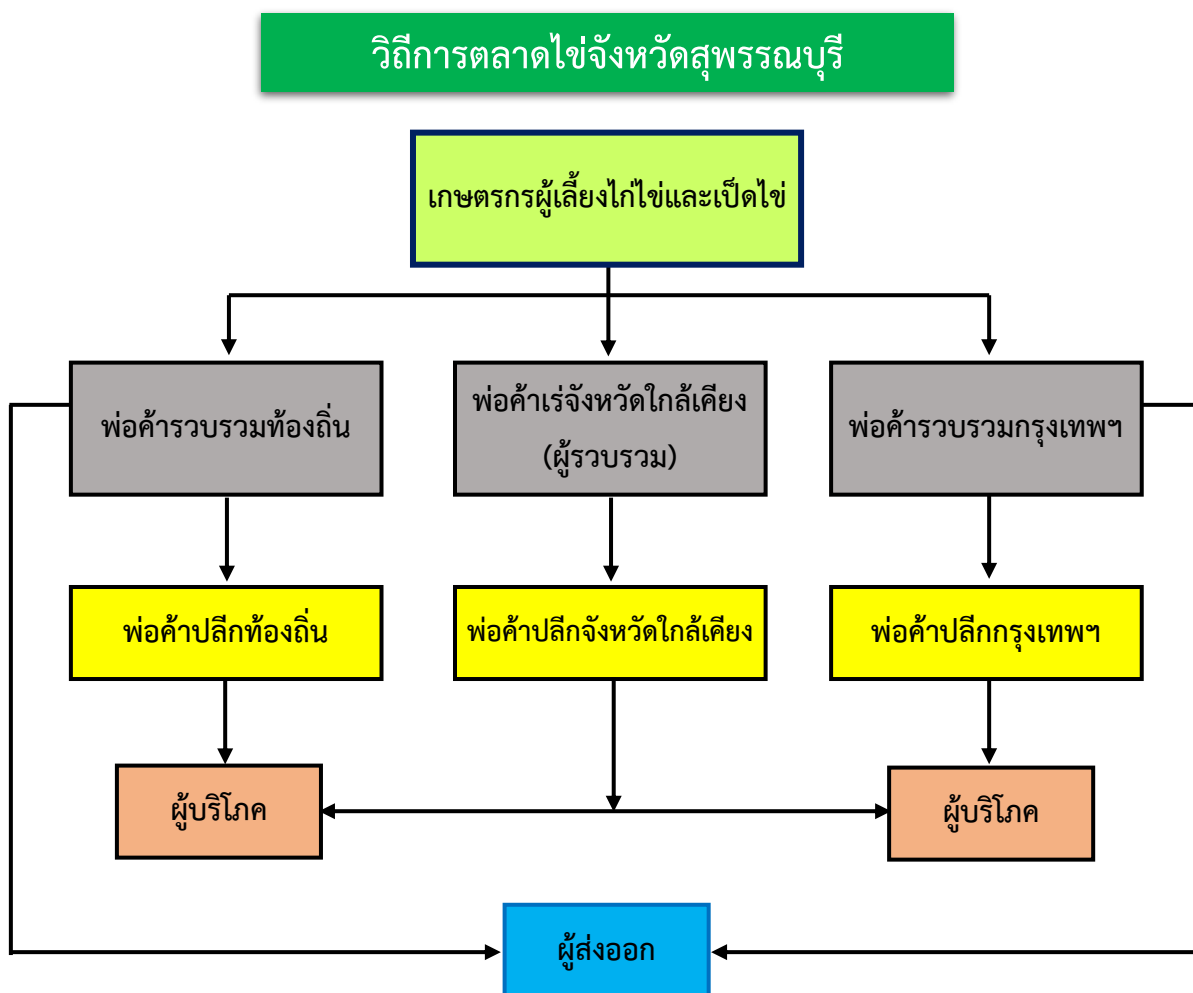 วิถีการตลาดไข่จังหวัดสุพรรณบุรี
เกษตรกรผู้เลี้ยงไก่ไข่และเป็ดไข่
พ่อค้ารวบรวมท้องถิ่น
พ่อค้าเร่จังหวัดใกล้เคียง
(ผู้รวบรวม)
พ่อค้ารวบรวมกรุงเทพฯ
พ่อค้าปลีกท้องถิ่น
พ่อค้าปลีกจังหวัดใกล้เคียง
พ่อค้าปลีกกรุงเทพฯ
ผู้บริโภค
ผู้บริโภค
ผู้ส่งออก